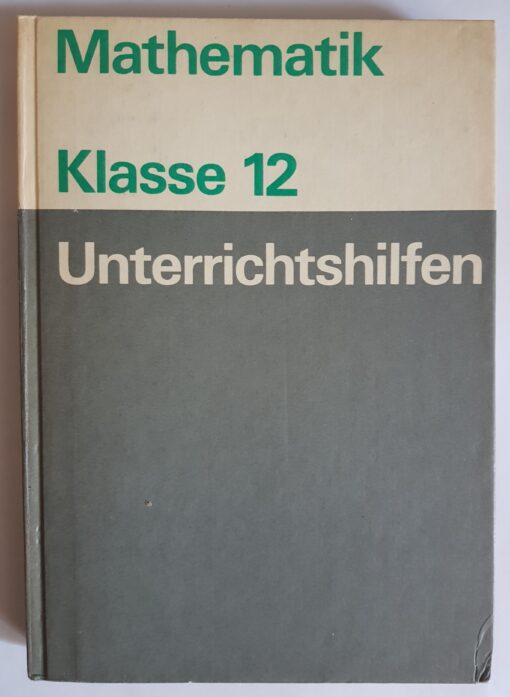 Mathematik
Klasse 12
Unterrichtshilfen